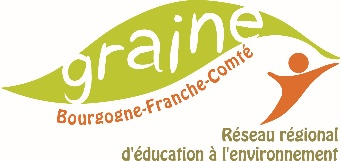 graine
Bourgogne-Franche-Comté
Réseau régional
d'éducation à l'environnement